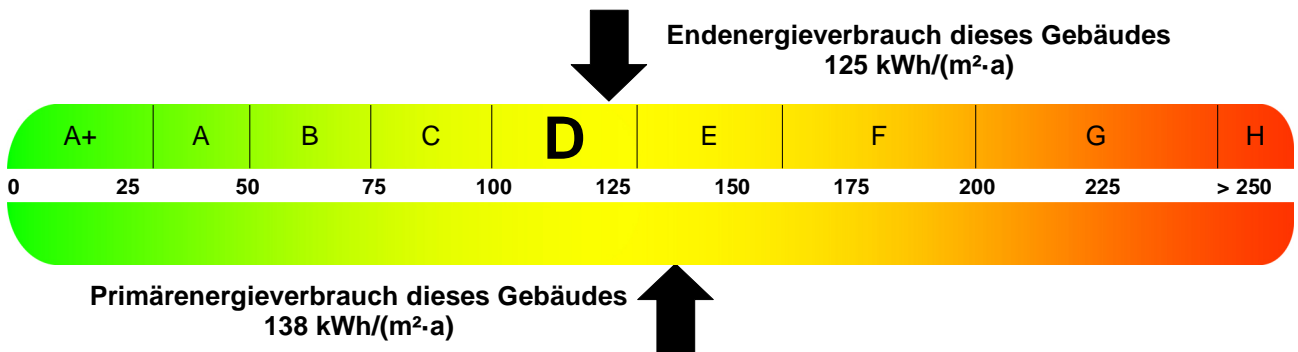 Endenergieverbrauch dieses Gebäudes
125 kWh/(m²·a)
A+ A B C D E F G H
0 25 50 75 100 125 150 175 200 225 > 250
Primärenergieverbrauch dieses Gebäudes
138 kWh/(m²·a)